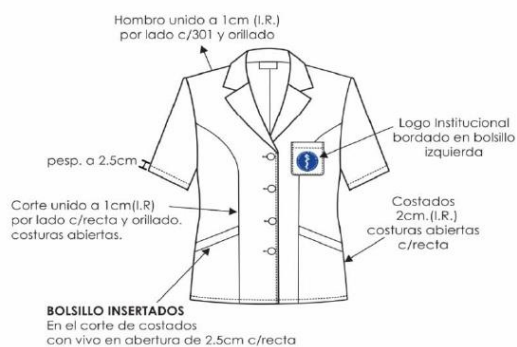 Hombro unido a 1cm (I.R.)
por lado c/301 y orillado
Logo Institucional
bordado en bolsillo
izquierda
pesp. a 2.5cm
Corte unido a 1cm(I.R)
por lado c/recta y orillado.
costuras abiertas.
Costados
2cm.(I.R.)
costuras abiertas
c/recta
BOLSILLO INSERTADOS
En el corte de costados
con vivo en abertura de 2.5cm c/recta